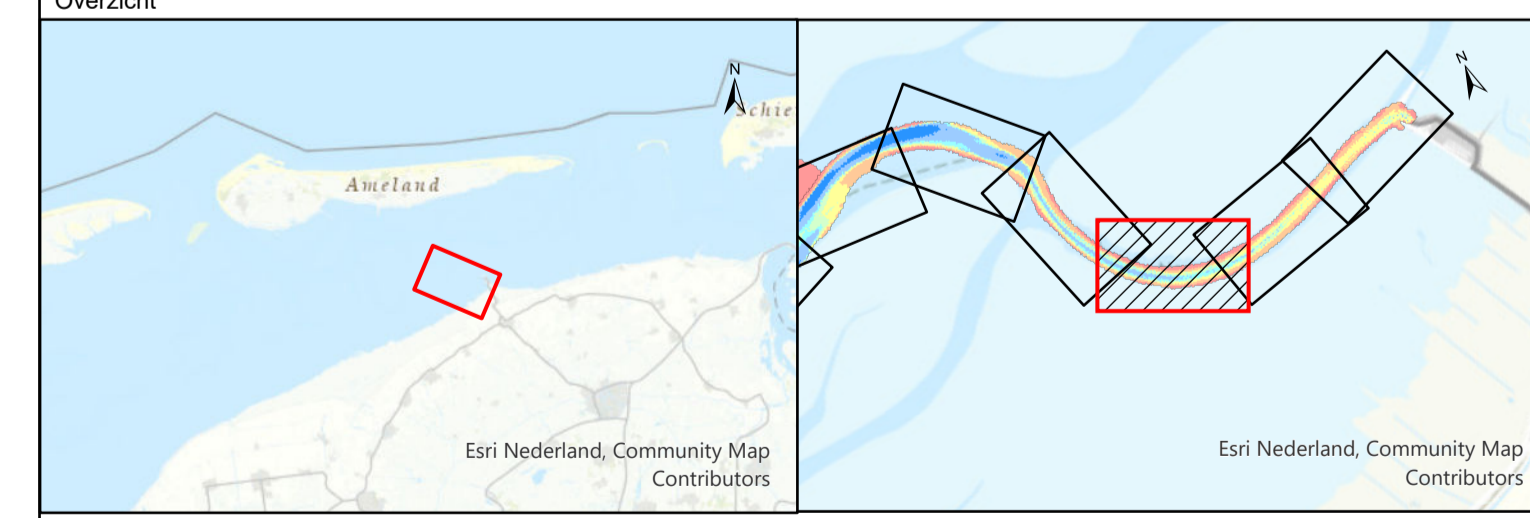 Overzicht
N
Schie
Ameland
Esri Nederland, Community Map
Contributors
N
Esri Nederland, Community Map
Contributors